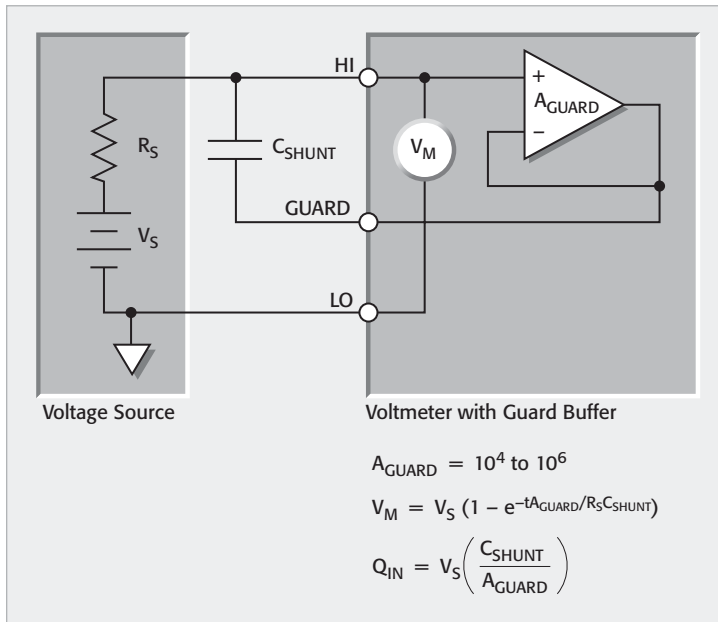 HI
+
A_GUARD
−
R_S
C_SHUNT
V_M
GUARD
V_S
LO
Voltage Source
Voltmeter with Guard Buffer
A_GUARD = 10^4 to 10^6
V_M = V_S (1 – e^–tA_GUARD/R_SC_SHUNT)
Q_IN = V_S(C_SHUNT/A_GUARD)